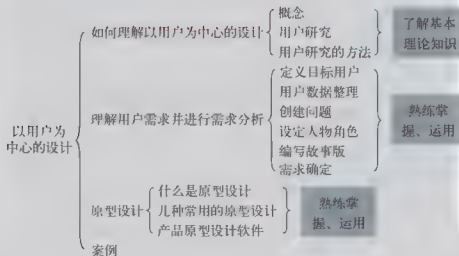 以用户为
中心的设计
如何理解以用户为中心的设计
概念
用户研究
用户研究的方法
了解基本
理论知识
理解用户需求并进行需求分析
定义目标用户
用户数据整理
创建问题
设定人物角色
编写故事版
需求确定
熟练掌
握、运用
原型设计
什么是原型设计
几种常用的原型设计
产品原型设计软件
熟练掌
握、运用
案例